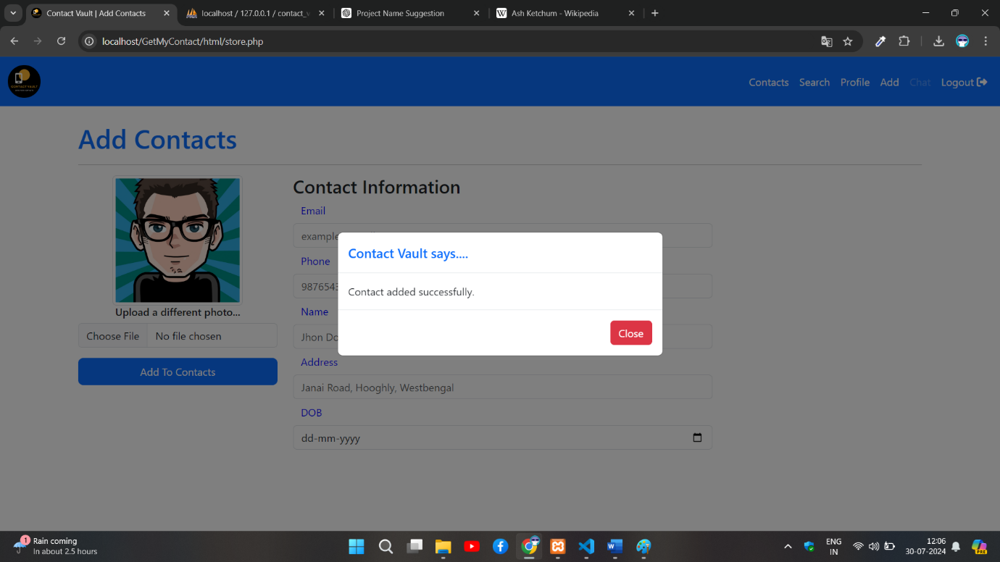 Contact Vault | Add Contacts
localhost / 127.0.0.1 / contact_v
Project Name Suggestion
Ash Ketchum - Wikipedia
localhost/GetMyContact/html/store.php
CONTACT VAULT
Contacts Search Profile Add Chat Logout
Add Contacts
Contact Information
Email
example
Phone
987654
Upload a different photo...
Name
Choose File No file chosen
Jhon Do
Contact Vault says....
Contact added successfully.
Close
Address
Add To Contacts
Janai Road, Hooghly, Westbengal
DOB
dd-mm-yyyy
1
Rain coming
In about 2.5 hours
ENG
IN
12:06
30-07-2024
PRE